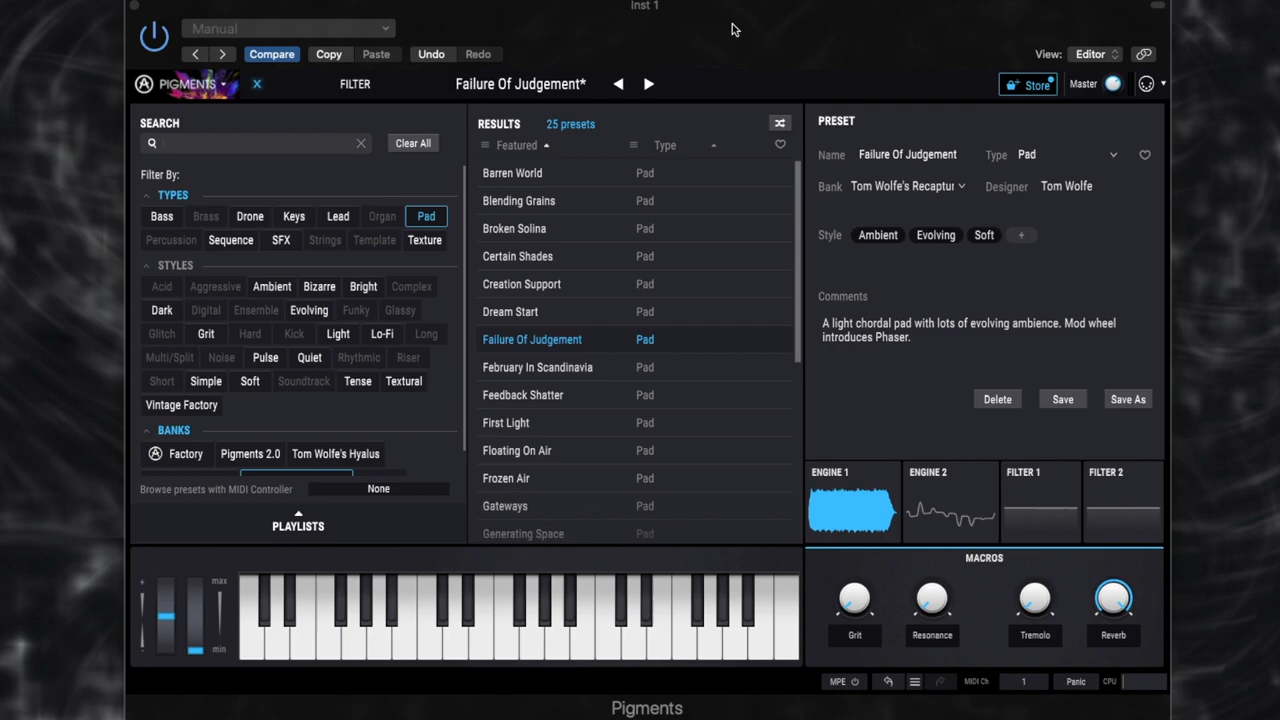 Inst 1
Manual
Compare Copy Paste Undo Redo View: Editor
PIGMENTS X FILTER Failure Of Judgement* Store Master
SEARCH
Clear All
Filter By:
TYPES
Bass Brass Drone Keys Lead Organ Pad
Percussion Sequence SFX Strings Template Texture
STYLES
Acid Aggressive Ambient Bizarre Bright Complex
Dark Digital Ensemble Evolving Funky Glassy
Glitch Grit Hard Kick Light Lo-Fi Long
Multi/Split Noise Pulse Quiet Rhythmic Riser
Short Simple Soft Soundtrack Tense Textural
Vintage Factory
BANKS
Factory Pigments 2.0 Tom Wolfe's Hyalus
Browse presets with MIDI Controller None
PLAYLISTS
RESULTS 25 presets
Featured Type
Barren World Pad
Blending Grains Pad
Broken Solina Pad
Certain Shades Pad
Creation Support Pad
Dream Start Pad
Failure Of Judgement Pad
February In Scandinavia Pad
Feedback Shatter Pad
First Light Pad
Floating On Air Pad
Frozen Air Pad
Gateways Pad
Generating Space Pad
PRESET
Name Failure Of Judgement Type Pad
Bank Tom Wolfe's Recaptur Designer Tom Wolfe
Style Ambient Evolving Soft +
Comments
A light chordal pad with lots of evolving ambience. Mod wheel
introduces Phaser.
Delete Save Save As
ENGINE 1 ENGINE 2 FILTER 1 FILTER 2
MACROS
Grit Resonance Tremolo Reverb
max
min
MPE MIDI Ch 1 Panic CPU
Pigments